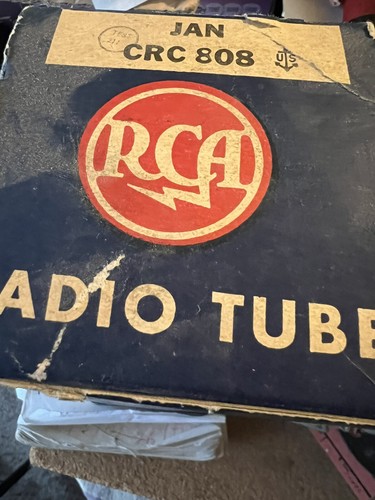 JAN
CRC 808
U S
RCA
ADIO TUBE